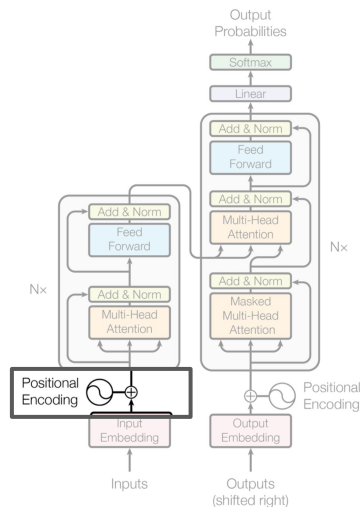 Output
Probabilities
Softmax
Linear
Add & Norm
Feed
Forward
Add & Norm
Multi-Head
Attention
Add & Norm
Masked
Multi-Head
Attention
N×
Add & Norm
Feed
Forward
N×
Add & Norm
Multi-Head
Attention
Positional
Encoding
Positional
Encoding
Input
Embedding
Output
Embedding
Inputs
Outputs
(shifted right)